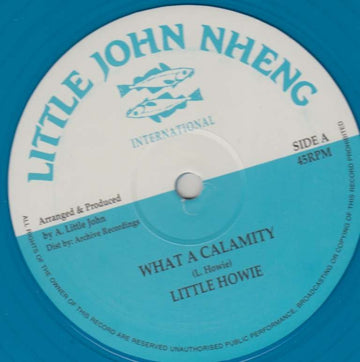 LITTLE JOHN NHENG
INTERNATIONAL
SIDE A
45RPM
Arranged & Produced
by A. Little John
Dist by: Archive Recordings
WHAT A CALAMITY
(L. Howie)
LITTLE HOWIE
ALL RIGHTS OF THE OWNER OF THIS RECORD ARE RESERVED UNAUTHORISED PUBLIC PERFORMANCE, BROADCASTING OR COPYING OF THIS RECORD PROHIBITED.